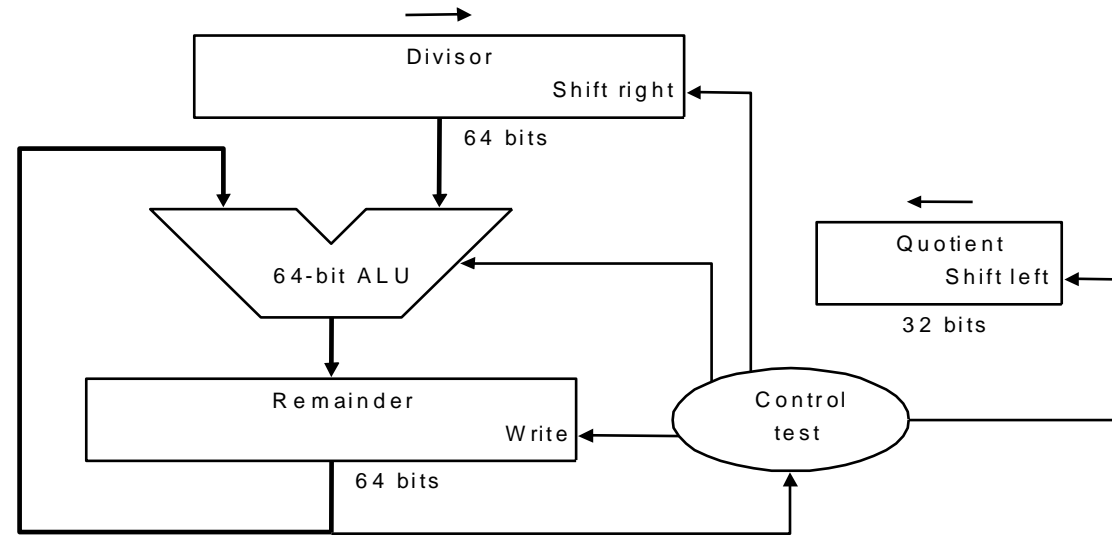 Divisor
Shift right
64 bits
Quotient
Shift left
32 bits
64-bit ALU
Remainder
Write
64 bits
Control
test